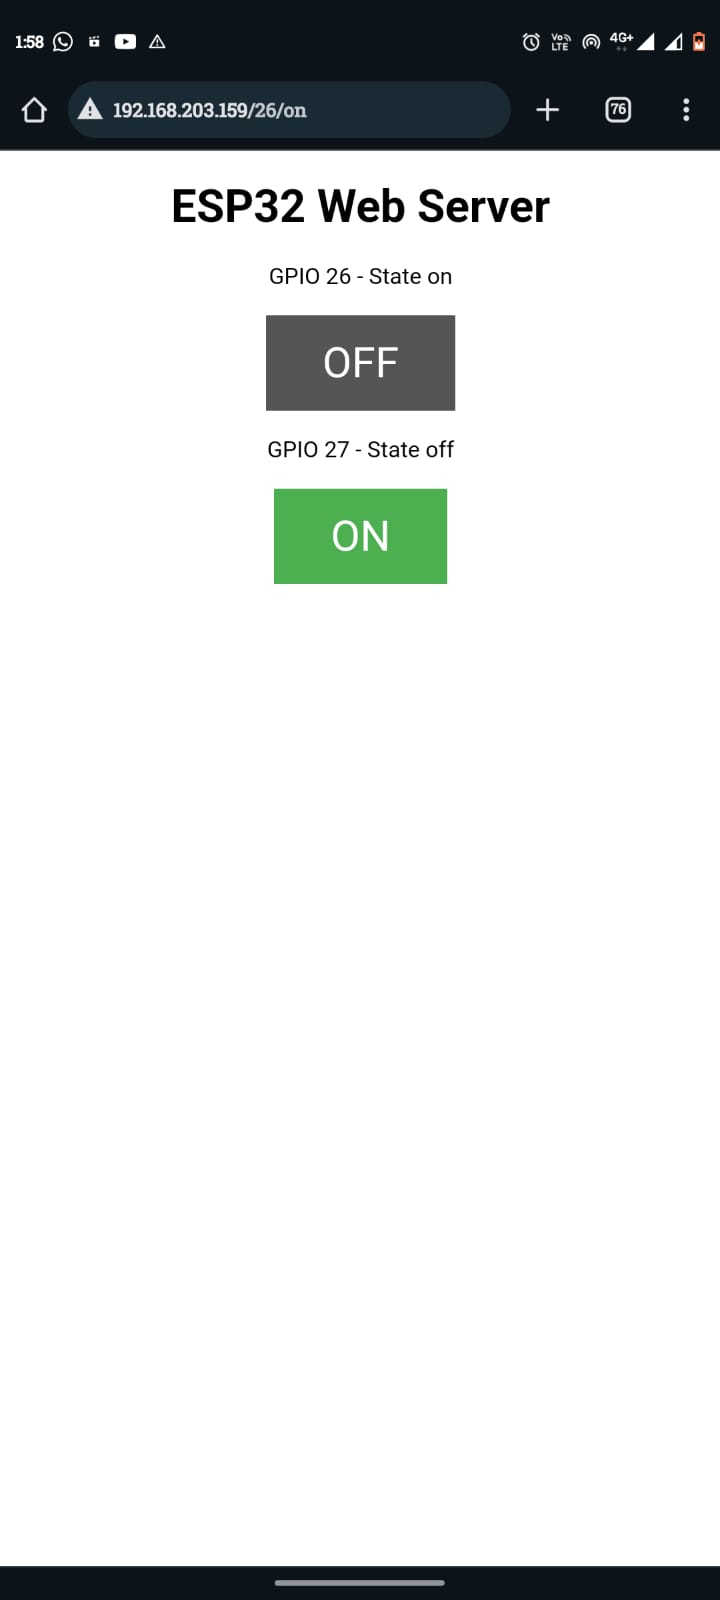 1:58 Vo LTE 4G+
192.168.203.159/26/on 76
ESP32 Web Server
GPIO 26 - State on
OFF
GPIO 27 - State off
ON